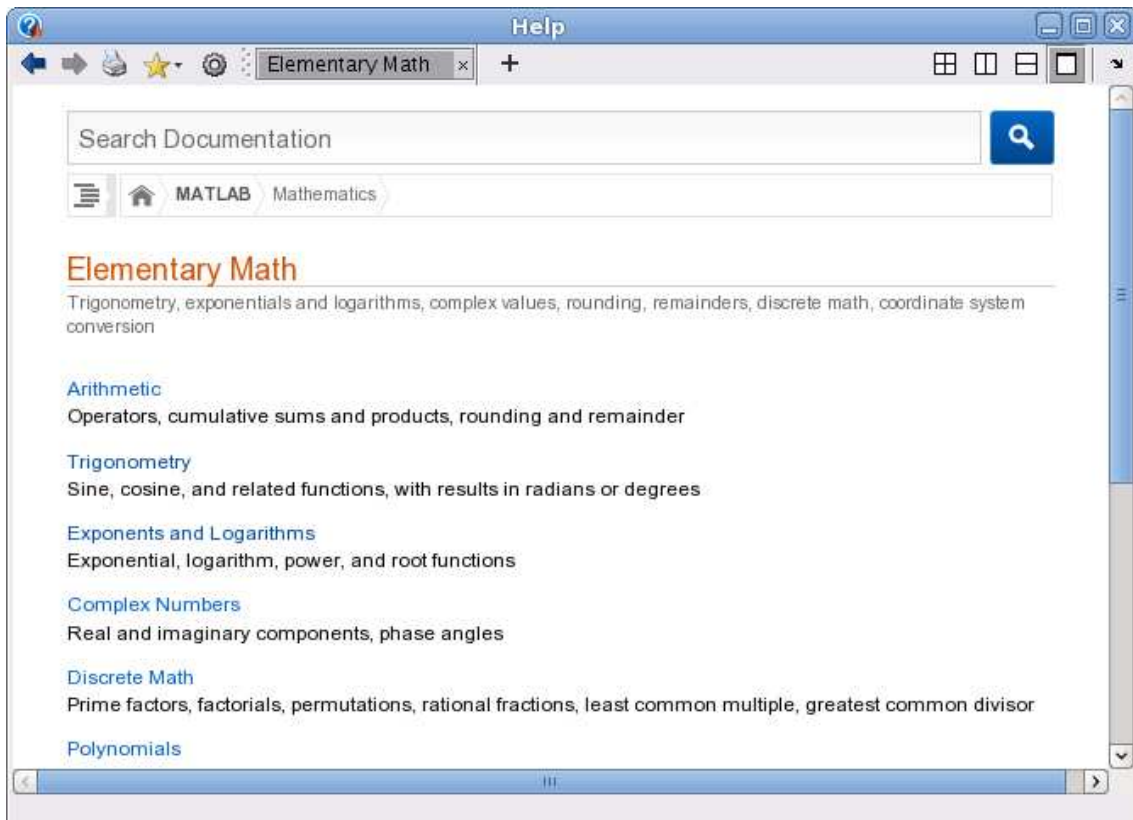 Help
Elementary Math
Search Documentation
MATLAB Mathematics
Elementary Math
Trigonometry, exponentials and logarithms, complex values, rounding, remainders, discrete math, coordinate system
conversion
Arithmetic
Operators, cumulative sums and products, rounding and remainder
Trigonometry
Sine, cosine, and related functions, with results in radians or degrees
Exponents and Logarithms
Exponential, logarithm, power, and root functions
Complex Numbers
Real and imaginary components, phase angles
Discrete Math
Prime factors, factorials, permutations, rational fractions, least common multiple, greatest common divisor
Polynomials